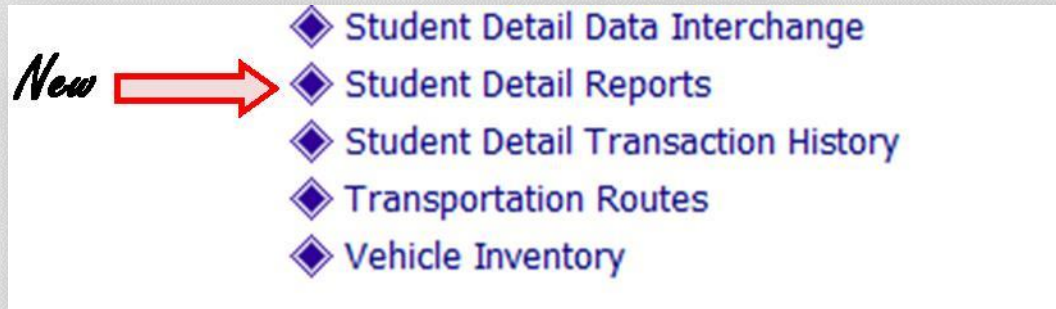 Student Detail Data Interchange
New Student Detail Reports
Student Detail Transaction History
Transportation Routes
Vehicle Inventory